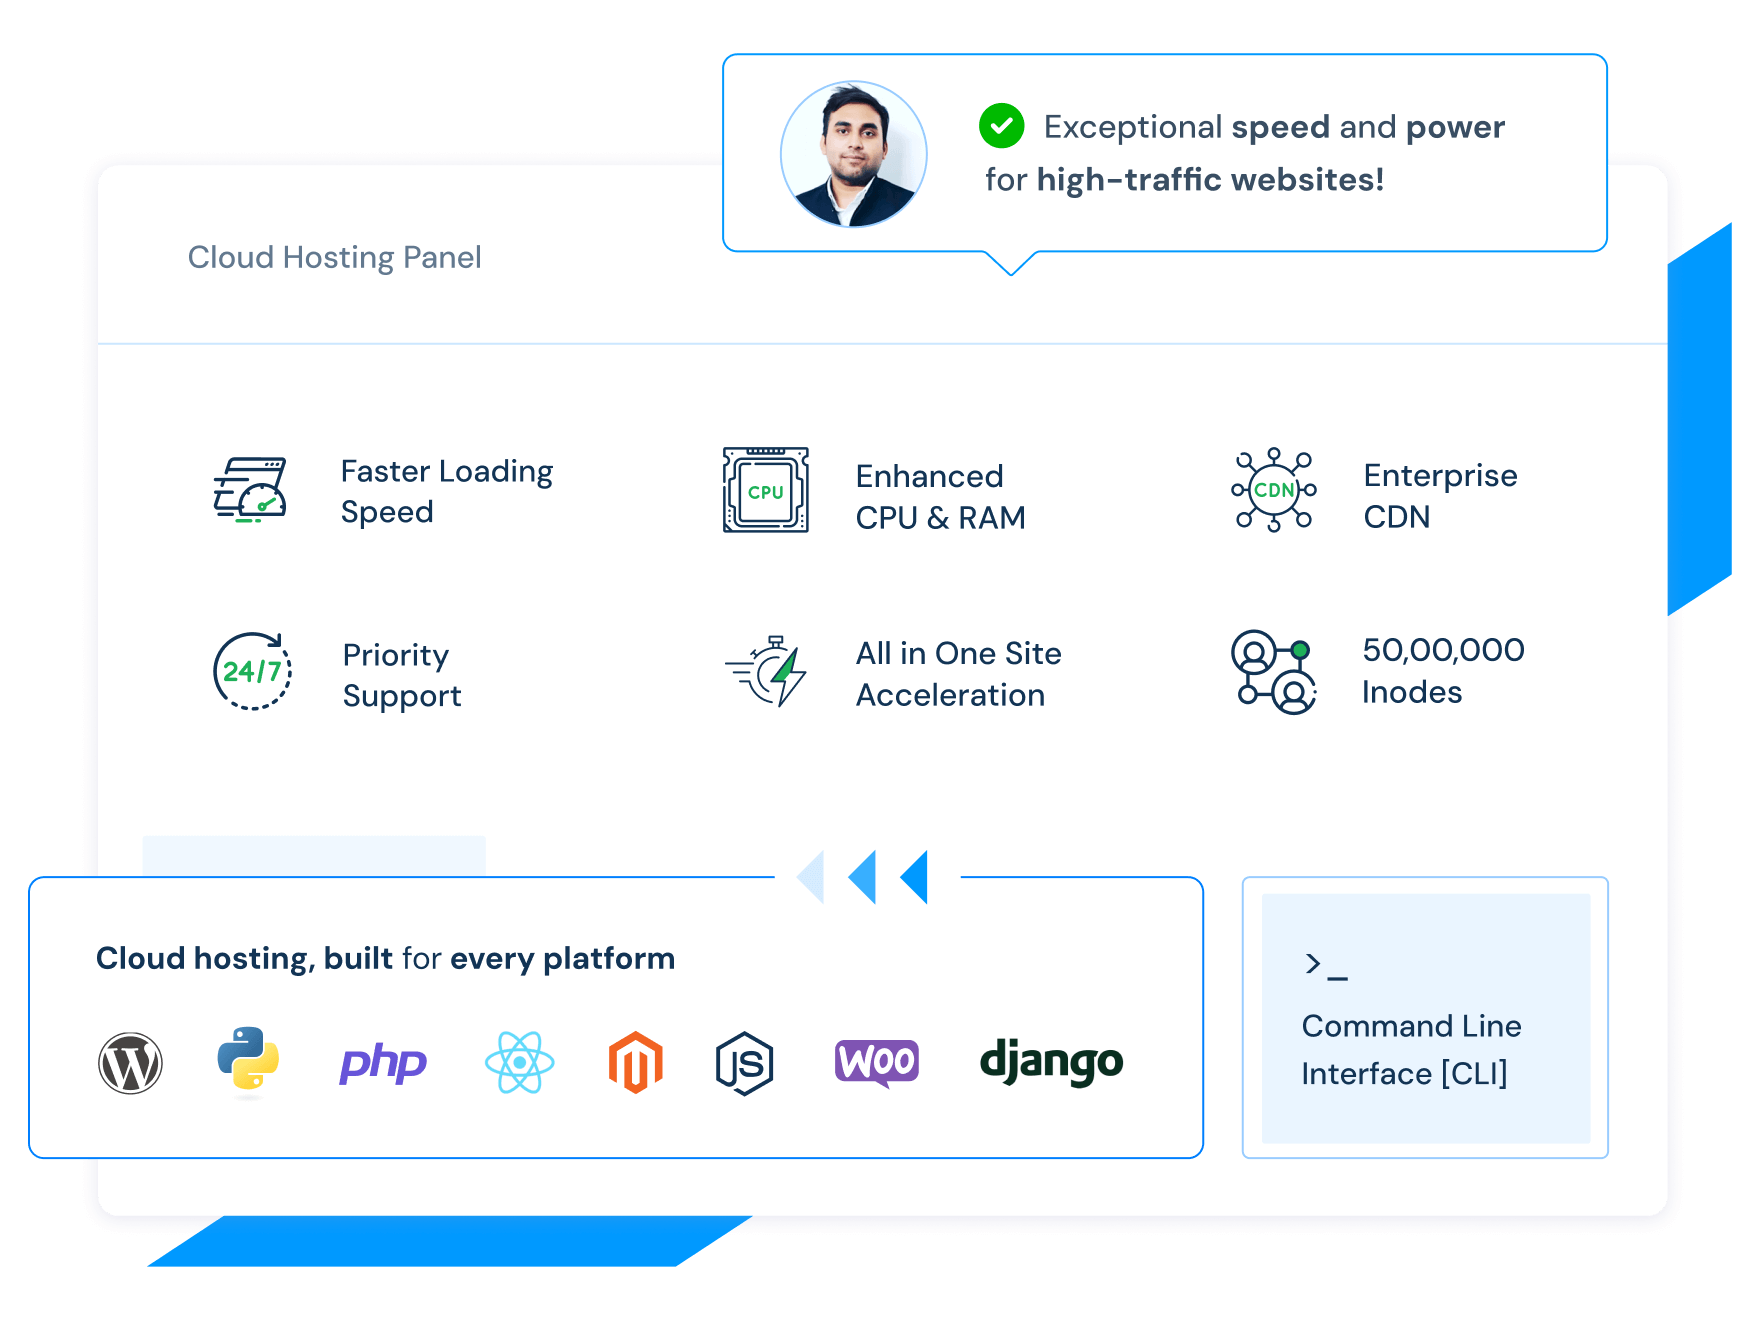 Exceptional speed and power
for high-traffic websites!
Cloud Hosting Panel
Faster Loading
Speed
CPU
Enhanced
CPU & RAM
CDN
Enterprise
CDN
24/7
Priority
Support
All in One Site
Acceleration
50,00,000
Inodes
Cloud hosting, built for every platform
W
php
JS
Woo
django
>_
Command Line
Interface [CLI]